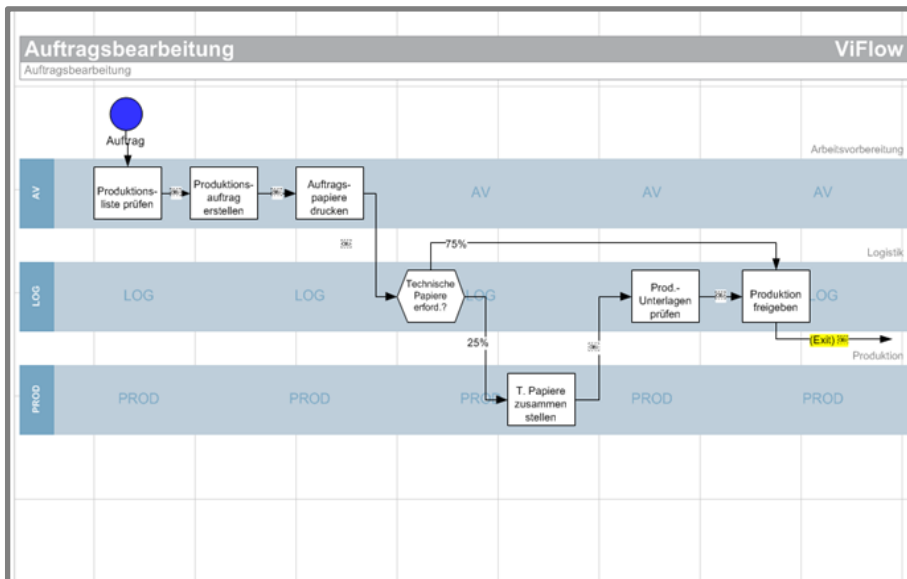 Auftragsbearbeitung
ViFlow
Auftragsbearbeitung
Auftrag
Arbeitsvorbereitung
AV
Produktions-
liste prüfen
Produktions-
auftrag
erstellen
Auftrags-
papiere
drucken
AV
AV
AV
75%
Logistik
LOG
LOG
LOG
Technische
Papiere
erford.?
LOG
Prod.-
Unterlagen
prüfen
Produktion
freigeben
LOG
25%
(Exit)
Produktion
PROD
PROD
PROD
PROD
T. Papiere
zusammen
stellen
PROD
PROD